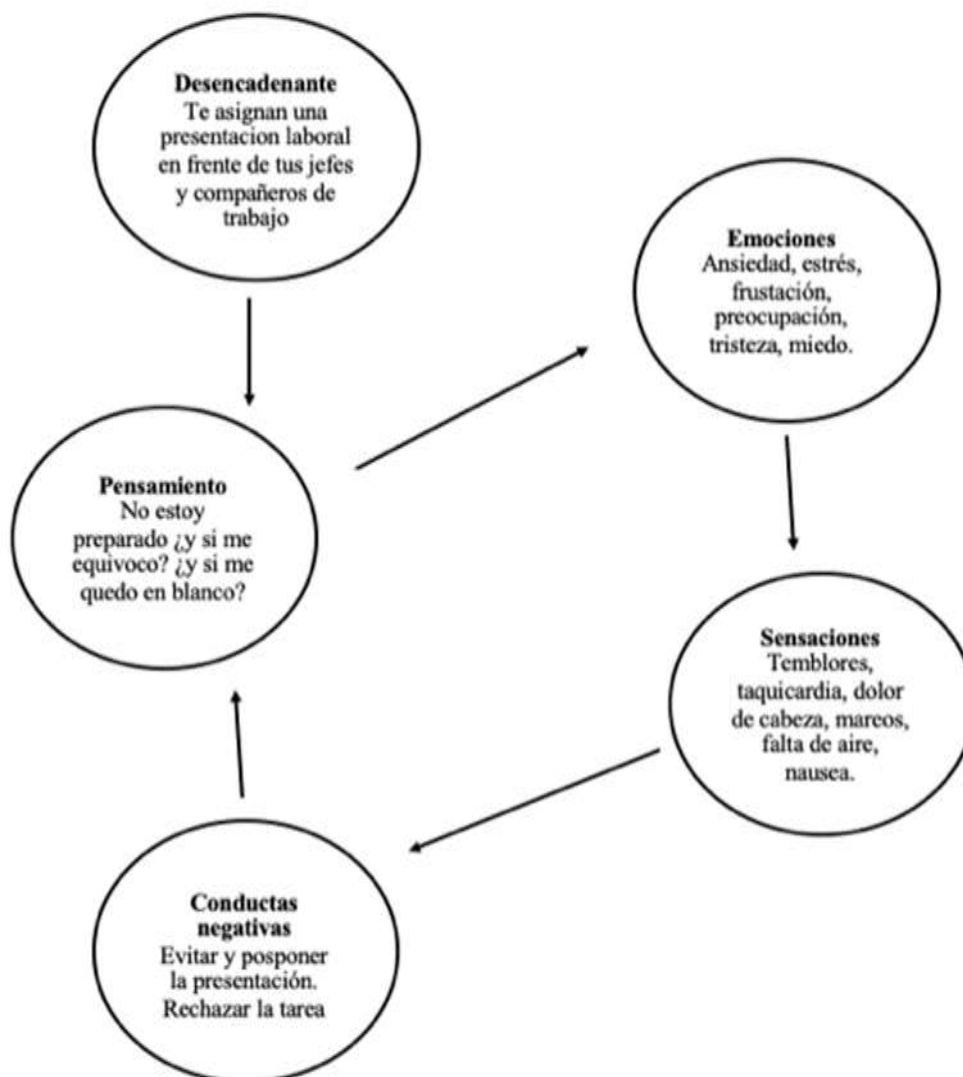 Desencadenante
Te asignan una
presentacion laboral
en frente de tus jefes
y compañeros de
trabajo
Emociones
Ansiedad, estrés,
frustación,
preocupación,
tristeza, miedo.
Pensamiento
No estoy
preparado ¿y si me
equivoco? ¿y si me
quedo en blanco?
Sensaciones
Temblores,
taquicardia, dolor
de cabeza, mareos,
falta de aire,
nausea.
Conductas
negativas
Evitar y posponer
la presentación.
Rechazar la tarea